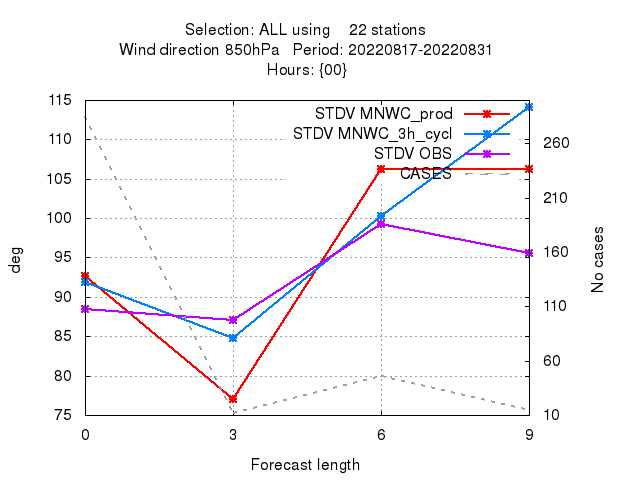 Selection: ALL using 22 stations
Wind direction 850hPa Period: 20220817-20220831
Hours: {00}
STDV MNWC_prod
STDV MNWC_3h_cycl
STDV OBS
CASES
115
110
105
100
95
90
85
80
75
deg
260
210
160
110
60
10
No cases
0 3 6 9
Forecast length